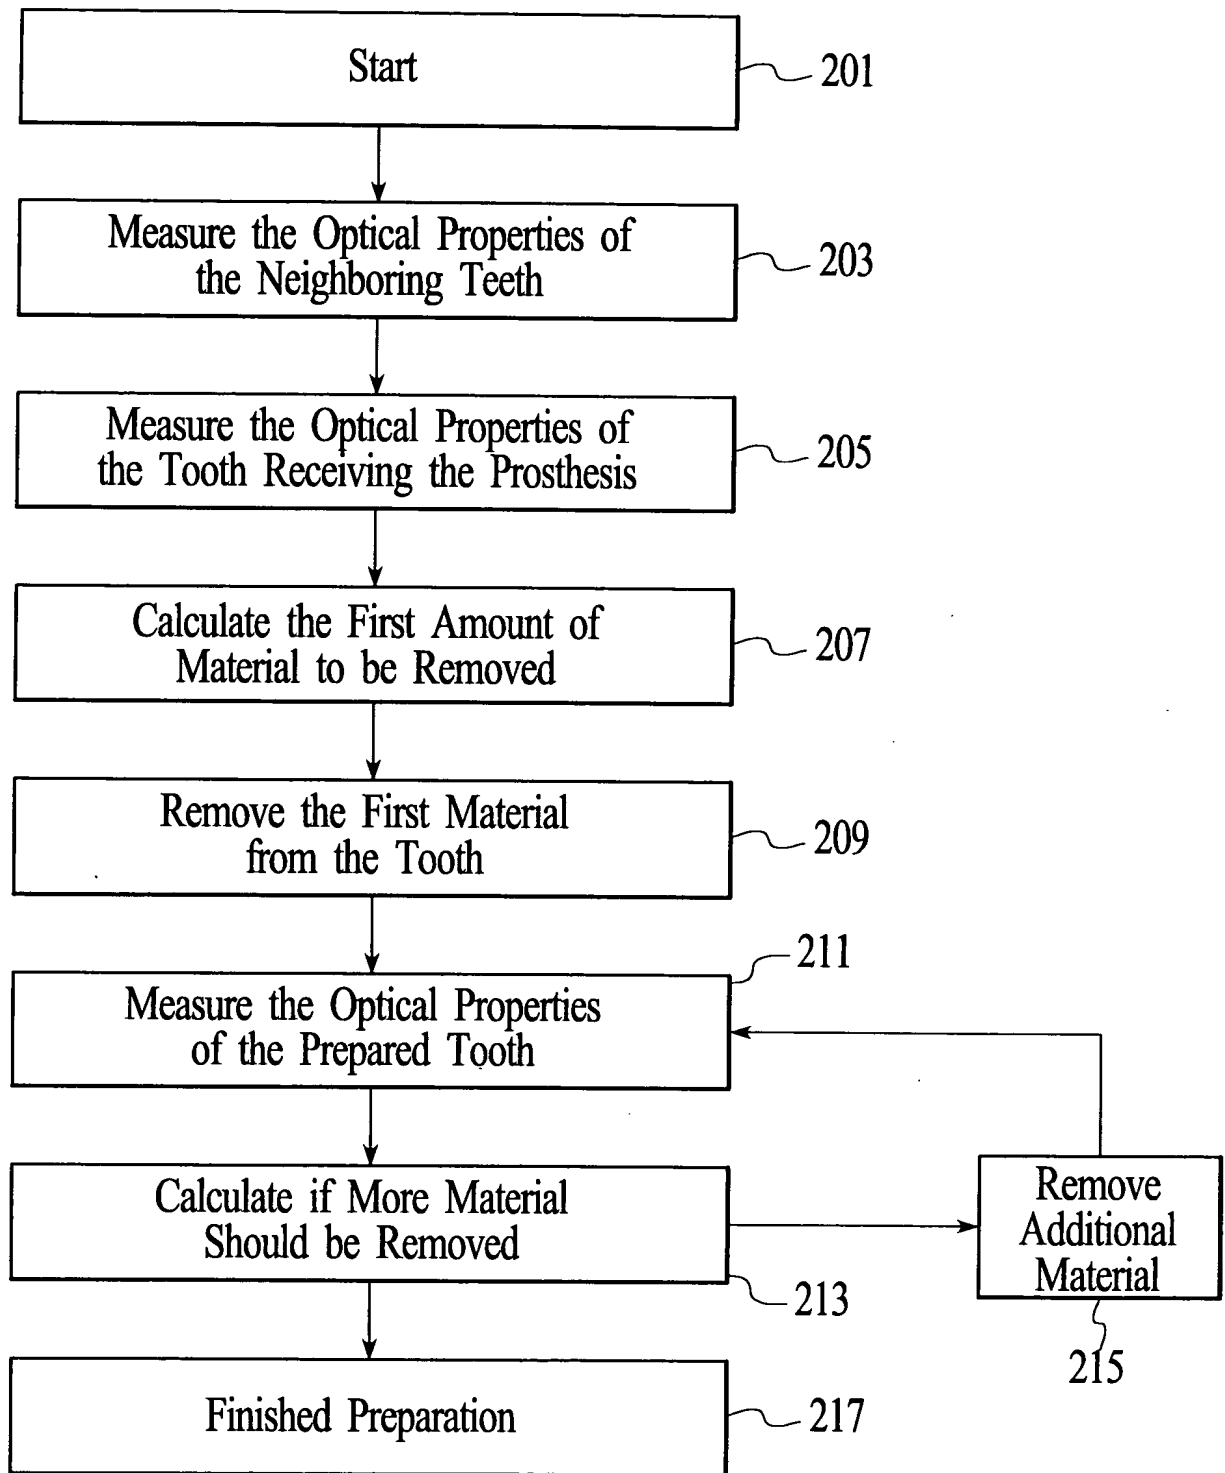 Start
201
Measure the Optical Properties of
the Neighboring Teeth
203
Measure the Optical Properties of
the Tooth Receiving the Prosthesis
205
Calculate the First Amount of
Material to be Removed
207
Remove the First Material
from the Tooth
209
211
Measure the Optical Properties
of the Prepared Tooth
Calculate if More Material
Should be Removed
213
Remove
Additional
Material
215
Finished Preparation
217